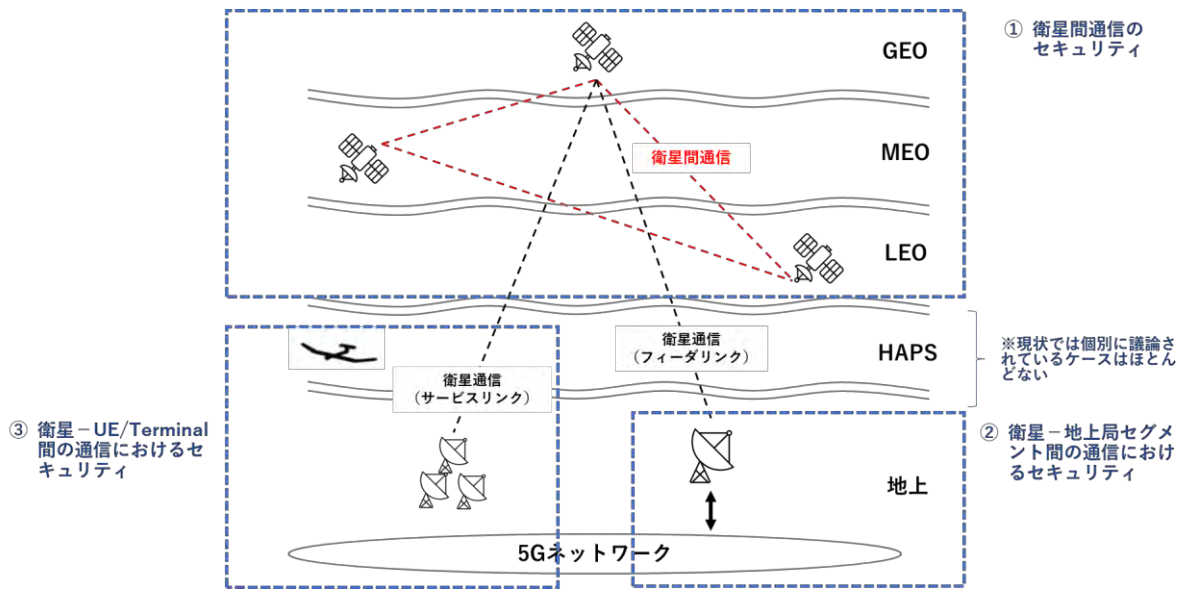 ① 衛星間通信の
セキュリティ
GEO
MEO
衛星間通信
LEO
衛星通信
（フィーダリンク）
HAPS
※現状では個別に議論さ
れているケースはほとん
どない
衛星通信
（サービスリンク）
③ 衛星－UE/Terminal
間の通信におけるセ
キュリティ
② 衛星－地上局セグメ
ント間の通信におけ
るセキュリティ
地上
5Gネットワーク